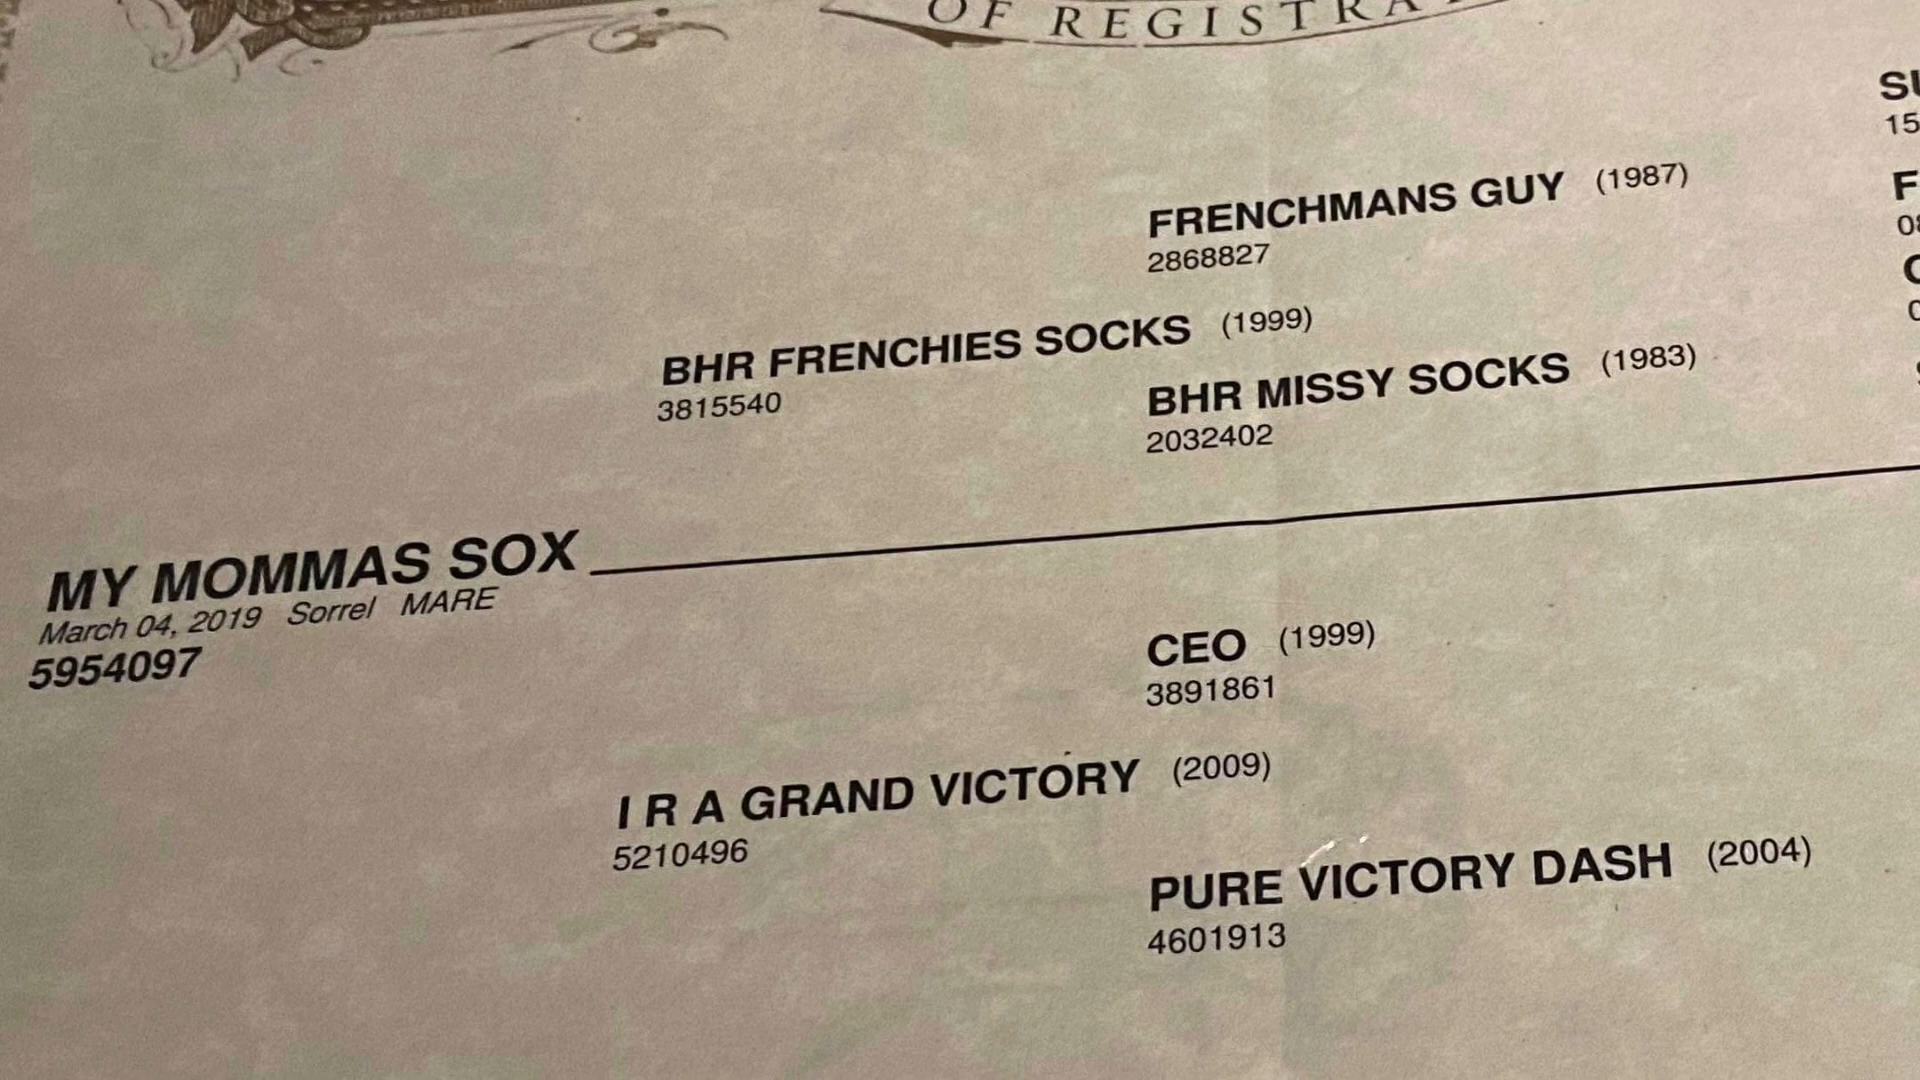 OF REGISTRA
FRENCHMANS GUY (1987)
2868827
BHR FRENCHIES SOCKS (1999)
3815540
BHR MISSY SOCKS (1983)
2032402
MY MOMMAS SOX
March 04, 2019 Sorrel MARE
5954097
CEO (1999)
3891861
I R A GRAND VICTORY (2009)
5210496
PURE VICTORY DASH (2004)
4601913